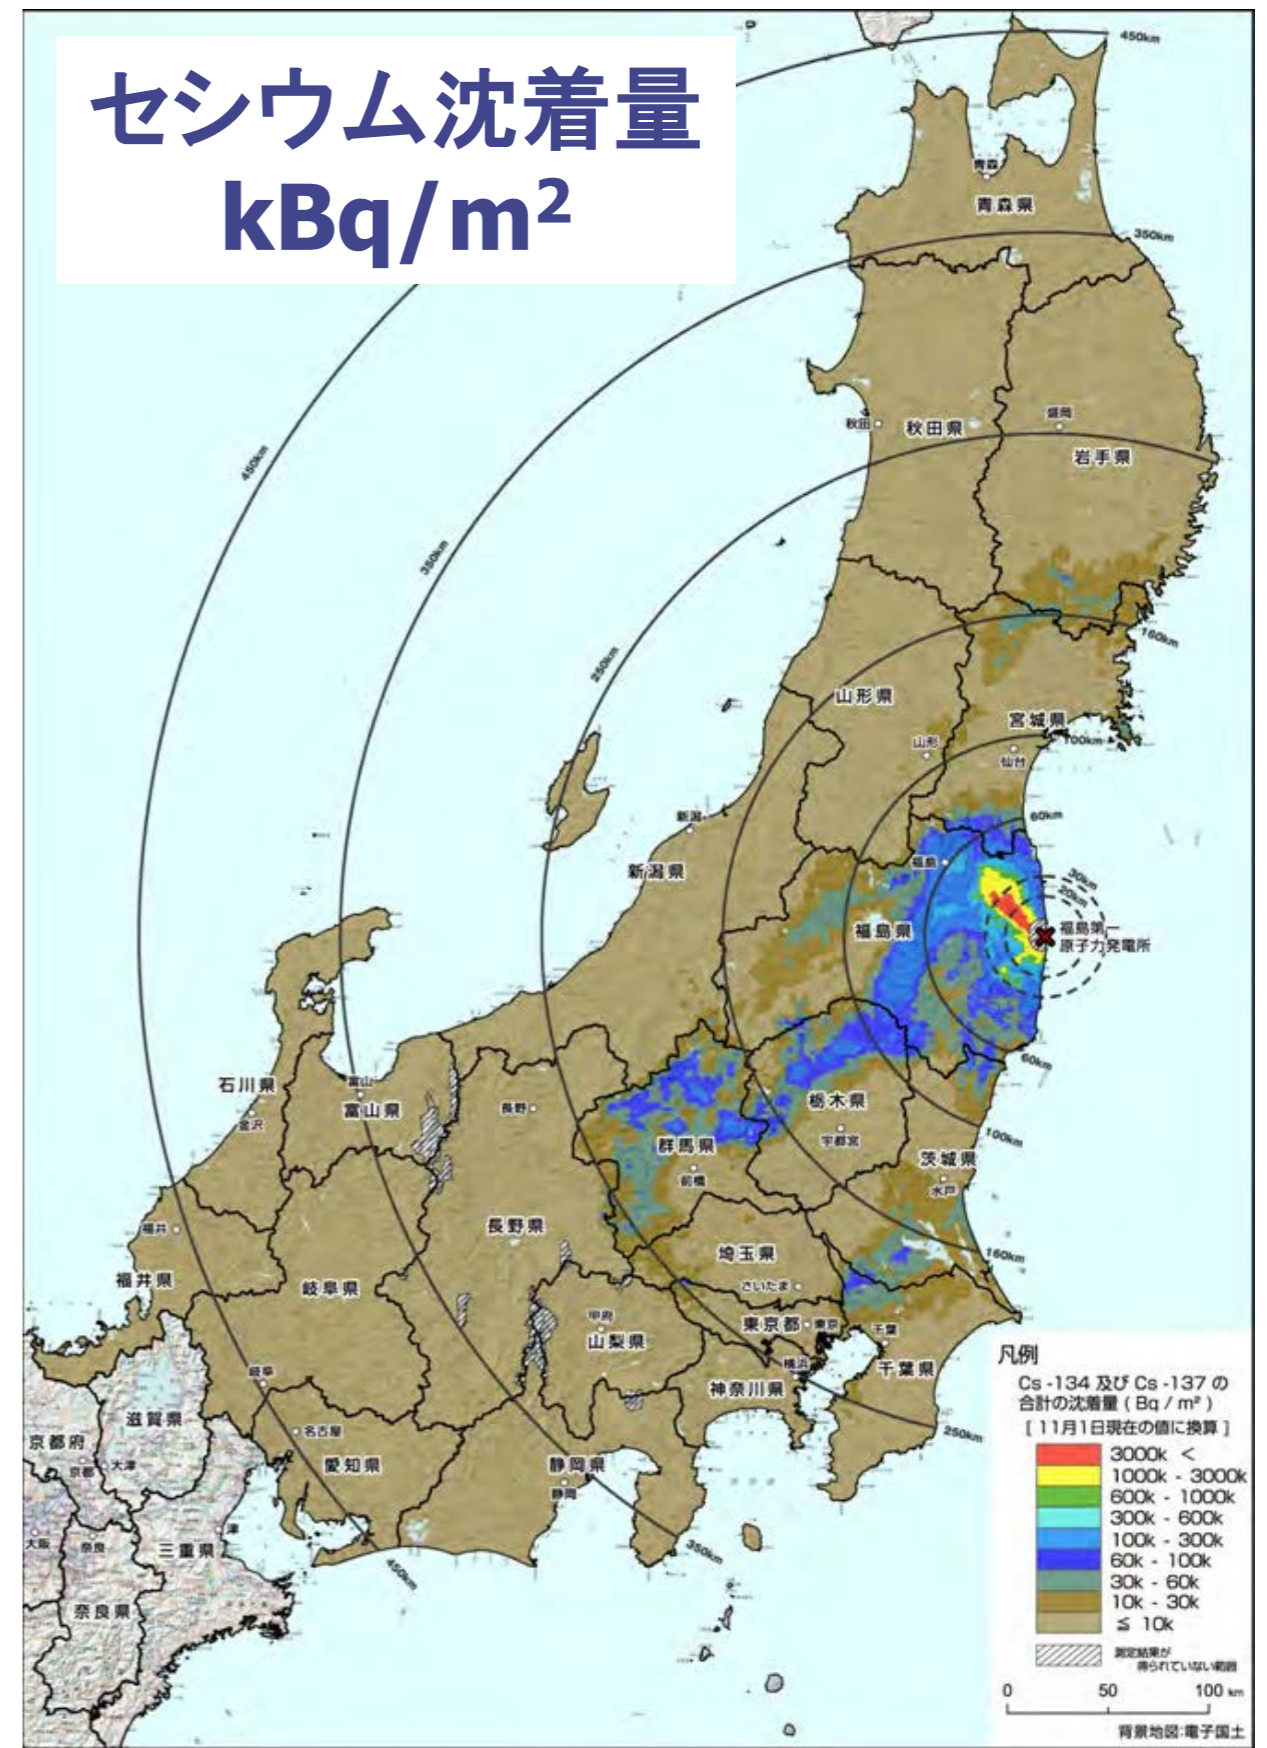 セシウム沈着量
kBq/m²
450km
青森
青森県
350km
450km
秋田
秋田県
盛岡
岩手県
350km
250km
160km
山形県
宮城県
山形
100km
仙台
新潟
60km
新潟県
福島
30km
20km
福島県
福島第一
原子力発電所
60km
石川県
富山
富山県
金沢
長野
栃木県
宇都宮
群馬県
前橋
100km
茨城県
水戸
福井
長野県
埼玉県
160km
福井県
岐阜県
さいたま
甲府
山梨県
東京都
東京
千葉
千葉県
岐阜
横浜
神奈川県
250km
滋賀県
京都府
京都
大津
名古屋
愛知県
静岡県
静岡
大阪
奈良
津
三重県
350km
450km
奈良県
凡例
Cs -134 及び Cs -137 の
合計の沈着量 ( Bq / m² )
[ 11月1日現在の値に換算 ]
3000k <
1000k - 3000k
600k - 1000k
300k - 600k
100k - 300k
60k - 100k
30k - 60k
10k - 30k
≦ 10k
測定結果が
得られていない範囲
0 50 100 km
背景地図:電子国土